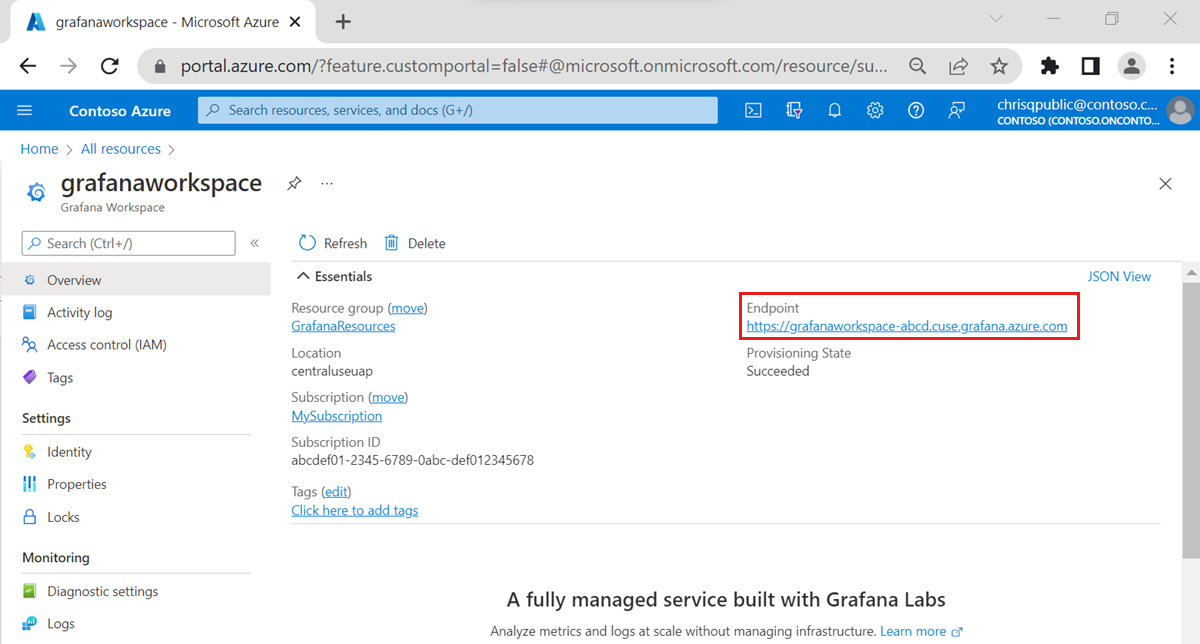 grafanaworkspace - Microsoft Azure
portal.azure.com/?feature.customportal=false#@microsoft.onmicrosoft.com/resource/su...
Contoso Azure
Search resources, services, and docs (G+/)
chrisqpublic@contoso.c...
CONTOSO (CONTOSO.ONCONTO...
Home > All resources >
grafanaworkspace
...
Grafana Workspace
Search (Ctrl+/)
«
Refresh
Delete
Overview
Activity log
Access control (IAM)
Tags
Settings
Identity
Properties
Locks
Monitoring
Diagnostic settings
Logs
Essentials
JSON View
Resource group (move)
GrafanaResources
Location
centraluseuap
Subscription (move)
MySubscription
Subscription ID
abcdef01-2345-6789-0abc-def012345678
Tags (edit)
Click here to add tags
Endpoint
https://grafanaworkspace-abcd.cuse.grafana.azure.com
Provisioning State
Succeeded
A fully managed service built with Grafana Labs
Analyze metrics and logs at scale without managing infrastructure. Learn more